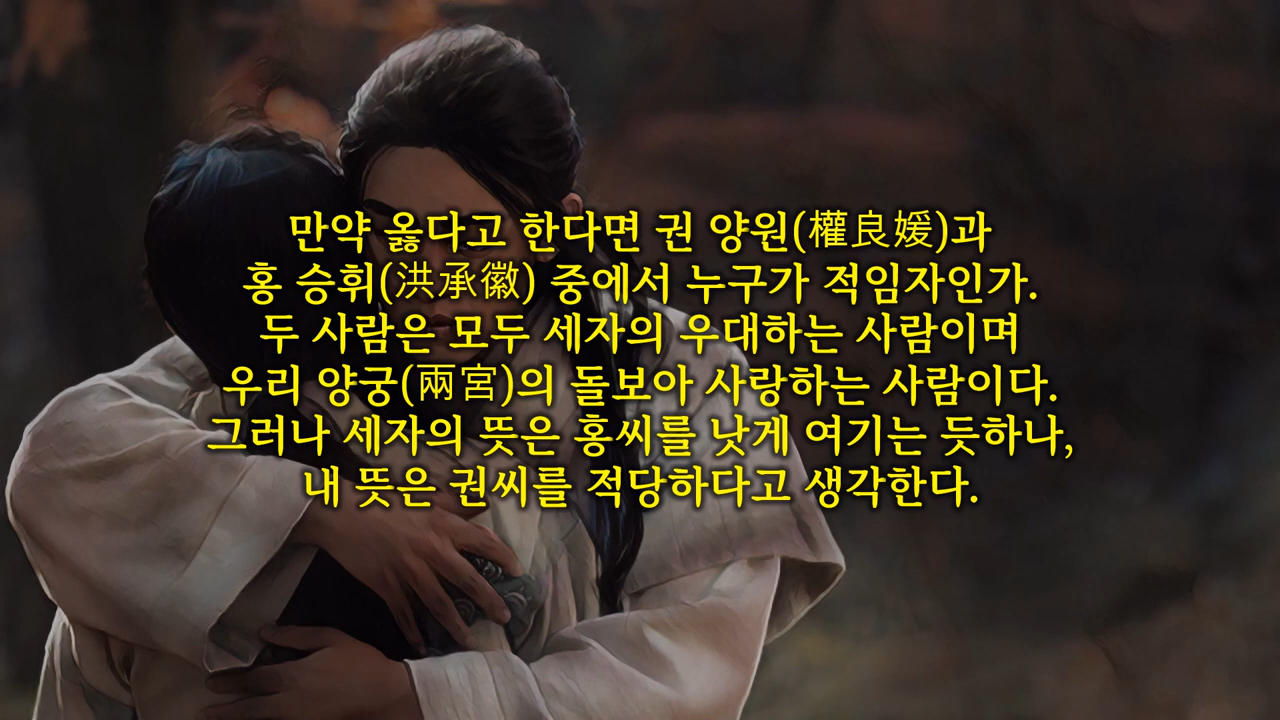 만약 옳다고 한다면 권 양원(權良媛)과
홍 승휘(洪承徽) 중에서 누구가 적임자인가.
두 사람은 모두 세자의 우대하는 사람이며
우리 양궁(兩宮)의 돌보아 사랑하는 사람이다.
그러나 세자의 뜻은 홍씨를 낫게 여기는 듯하나,
내 뜻은 권씨를 적당하다고 생각한다.